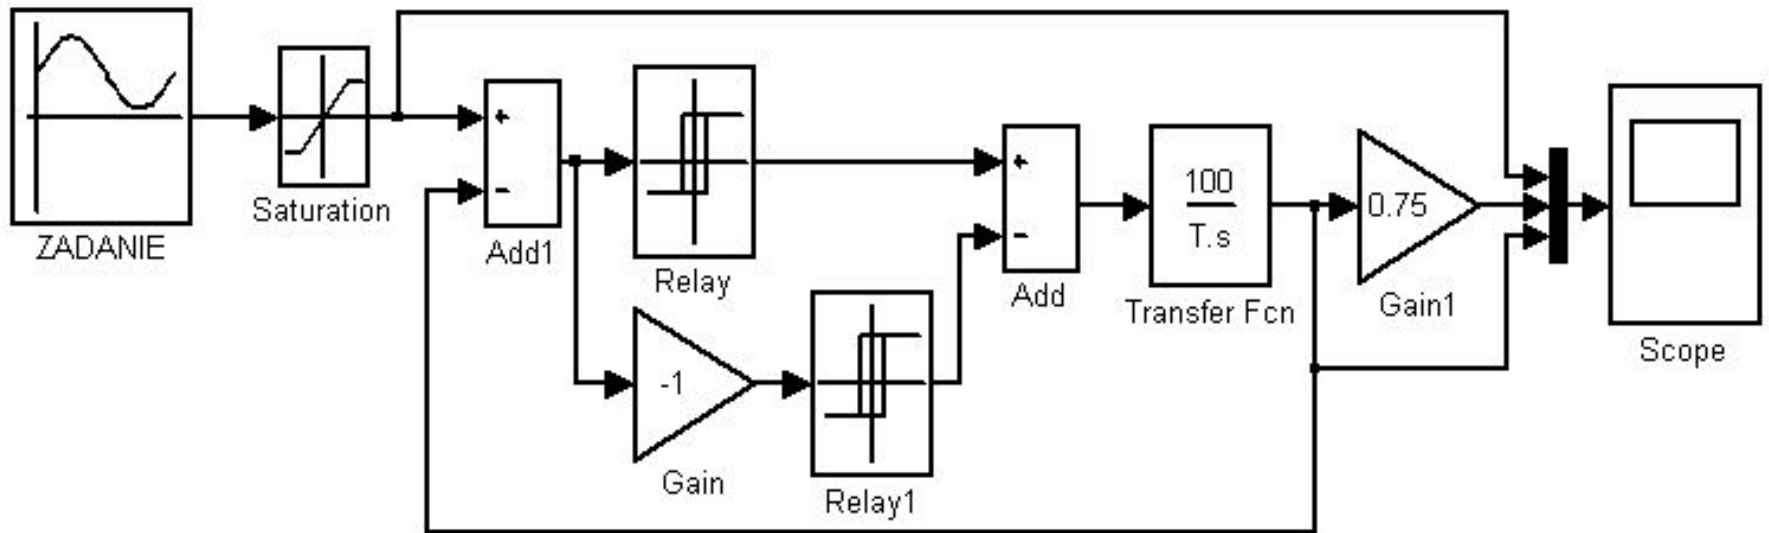 ZADANIE
Saturation
+
-
Add1
Relay
-1
Gain
Relay1
+
-
Add
100
T.s
Transfer Fcn
0.75
Gain1
Scope